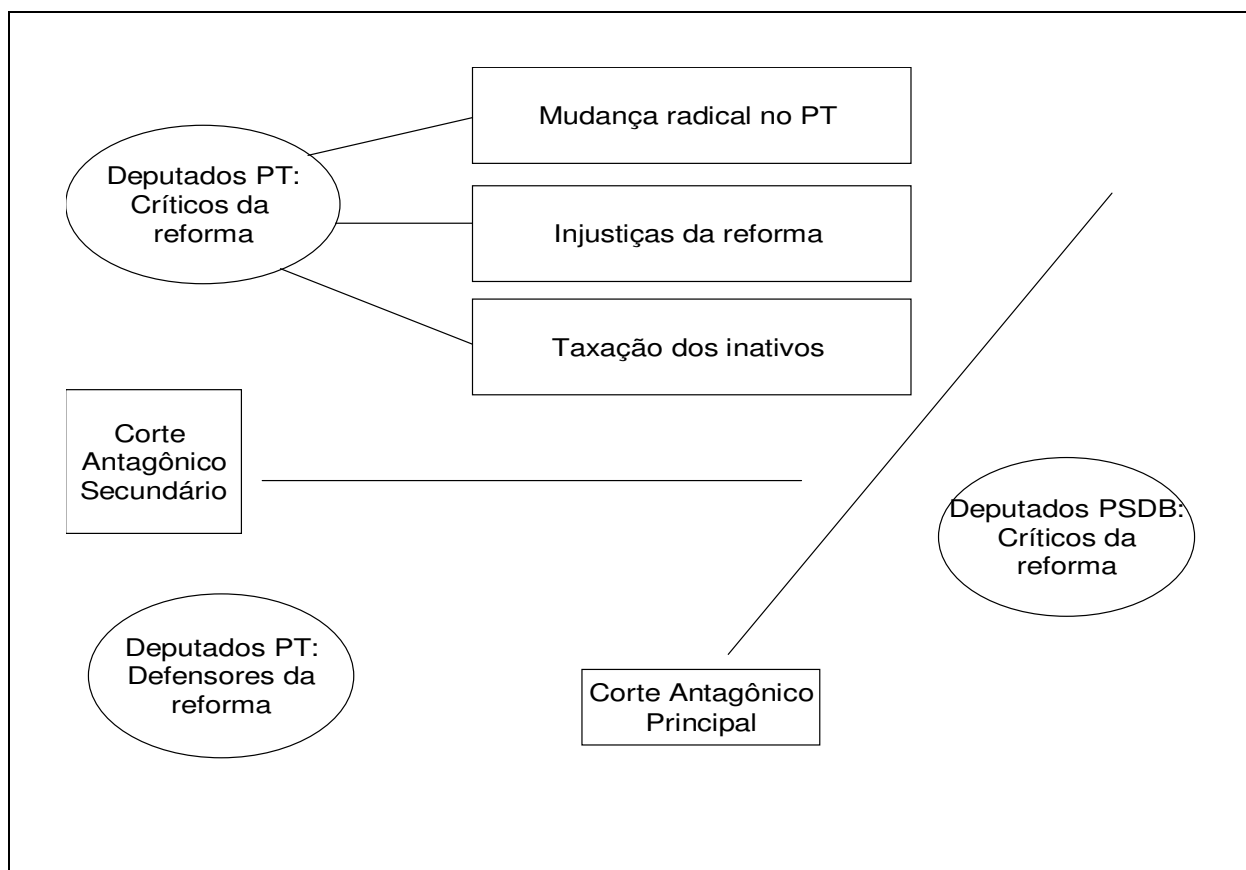 Mudança radical no PT
Deputados PT:
Críticos da
reforma
Injustiças da reforma
Taxação dos inativos
Corte
Antagônico
Secundário
Deputados PSDB:
Críticos da
reforma
Deputados PT:
Defensores da
reforma
Corte Antagônico
Principal